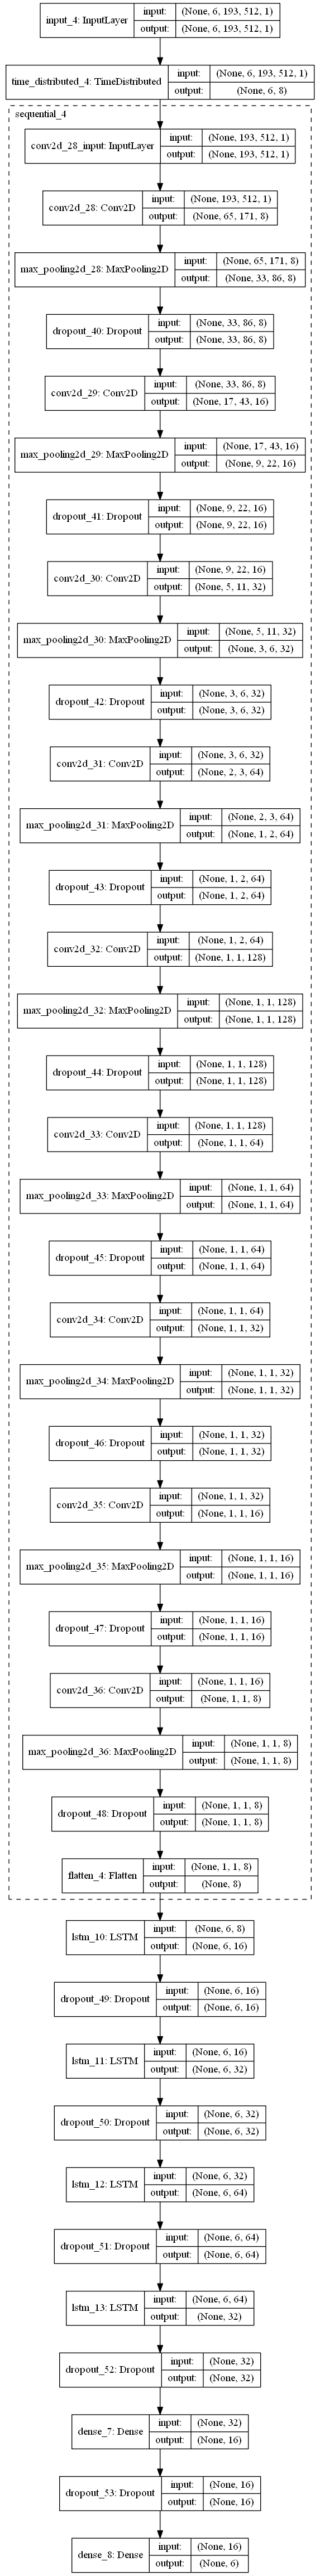 input_4: InputLayer
input: (None, 6, 193, 512, 1)
output: (None, 6, 193, 512, 1)
time_distributed_4: TimeDistributed
input: (None, 6, 193, 512, 1)
output: (None, 6, 8)
sequential_4
conv2d_28_input: InputLayer
input: (None, 193, 512, 1)
output: (None, 193, 512, 1)
conv2d_28: Conv2D
input: (None, 193, 512, 1)
output: (None, 65, 171, 8)
max_pooling2d_28: MaxPooling2D
input: (None, 65, 171, 8)
output: (None, 33, 86, 8)
dropout_40: Dropout
input: (None, 33, 86, 8)
output: (None, 33, 86, 8)
conv2d_29: Conv2D
input: (None, 33, 86, 8)
output: (None, 17, 43, 16)
max_pooling2d_29: MaxPooling2D
input: (None, 17, 43, 16)
output: (None, 9, 22, 16)
dropout_41: Dropout
input: (None, 9, 22, 16)
output: (None, 9, 22, 16)
conv2d_30: Conv2D
input: (None, 9, 22, 16)
output: (None, 5, 11, 32)
max_pooling2d_30: MaxPooling2D
input: (None, 5, 11, 32)
output: (None, 3, 6, 32)
dropout_42: Dropout
input: (None, 3, 6, 32)
output: (None, 3, 6, 32)
conv2d_31: Conv2D
input: (None, 3, 6, 32)
output: (None, 2, 3, 64)
max_pooling2d_31: MaxPooling2D
input: (None, 2, 3, 64)
output: (None, 1, 2, 64)
dropout_43: Dropout
input: (None, 1, 2, 64)
output: (None, 1, 2, 64)
conv2d_32: Conv2D
input: (None, 1, 2, 64)
output: (None, 1, 1, 128)
max_pooling2d_32: MaxPooling2D
input: (None, 1, 1, 128)
output: (None, 1, 1, 128)
dropout_44: Dropout
input: (None, 1, 1, 128)
output: (None, 1, 1, 128)
conv2d_33: Conv2D
input: (None, 1, 1, 128)
output: (None, 1, 1, 64)
max_pooling2d_33: MaxPooling2D
input: (None, 1, 1, 64)
output: (None, 1, 1, 64)
dropout_45: Dropout
input: (None, 1, 1, 64)
output: (None, 1, 1, 64)
conv2d_34: Conv2D
input: (None, 1, 1, 64)
output: (None, 1, 1, 32)
max_pooling2d_34: MaxPooling2D
input: (None, 1, 1, 32)
output: (None, 1, 1, 32)
dropout_46: Dropout
input: (None, 1, 1, 32)
output: (None, 1, 1, 32)
conv2d_35: Conv2D
input: (None, 1, 1, 32)
output: (None, 1, 1, 16)
max_pooling2d_35: MaxPooling2D
input: (None, 1, 1, 16)
output: (None, 1, 1, 16)
dropout_47: Dropout
input: (None, 1, 1, 16)
output: (None, 1, 1, 16)
conv2d_36: Conv2D
input: (None, 1, 1, 16)
output: (None, 1, 1, 8)
max_pooling2d_36: MaxPooling2D
input: (None, 1, 1, 8)
output: (None, 1, 1, 8)
dropout_48: Dropout
input: (None, 1, 1, 8)
output: (None, 1, 1, 8)
flatten_4: Flatten
input: (None, 1, 1, 8)
output: (None, 8)
lstm_10: LSTM
input: (None, 6, 8)
output: (None, 6, 16)
dropout_49: Dropout
input: (None, 6, 16)
output: (None, 6, 16)
lstm_11: LSTM
input: (None, 6, 16)
output: (None, 6, 32)
dropout_50: Dropout
input: (None, 6, 32)
output: (None, 6, 32)
lstm_12: LSTM
input: (None, 6, 32)
output: (None, 6, 64)
dropout_51: Dropout
input: (None, 6, 64)
output: (None, 6, 64)
lstm_13: LSTM
input: (None, 6, 64)
output: (None, 32)
dropout_52: Dropout
input: (None, 32)
output: (None, 32)
dense_7: Dense
input: (None, 32)
output: (None, 16)
dropout_53: Dropout
input: (None, 16)
output: (None, 16)
dense_8: Dense
input: (None, 16)
output: (None, 6)